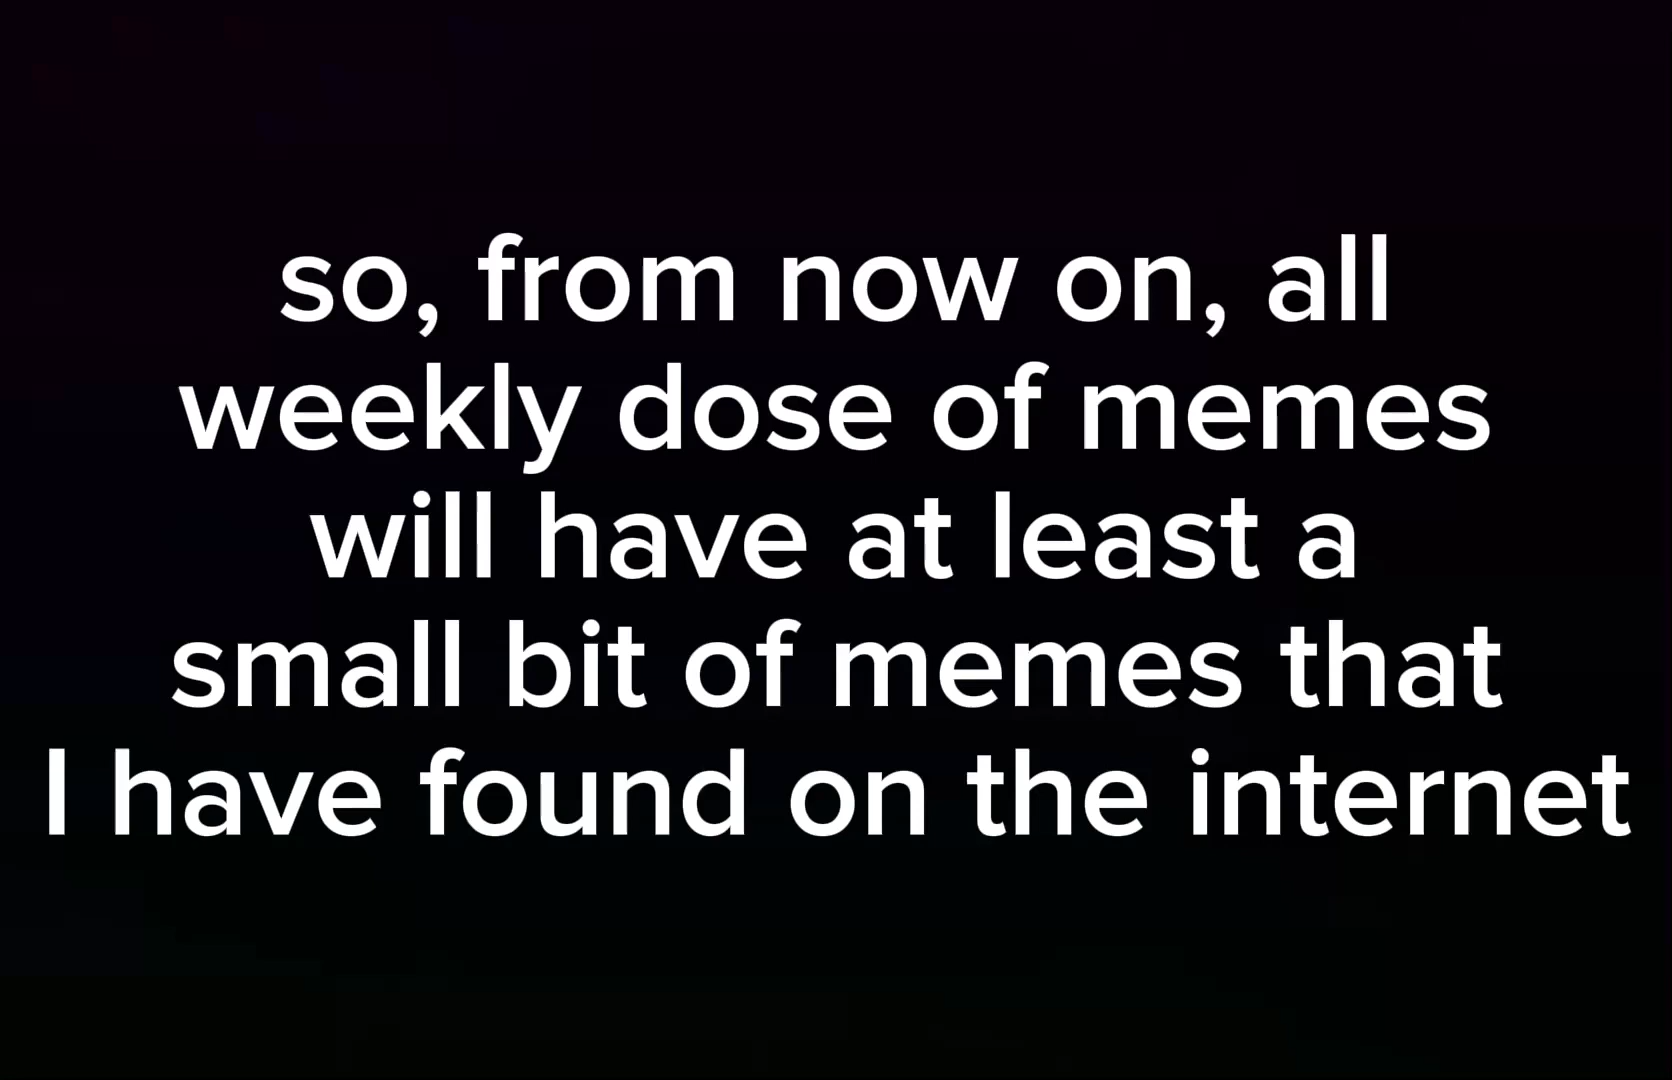 so, from now on, all
weekly dose of memes
will have at least a
small bit of memes that
I have found on the internet